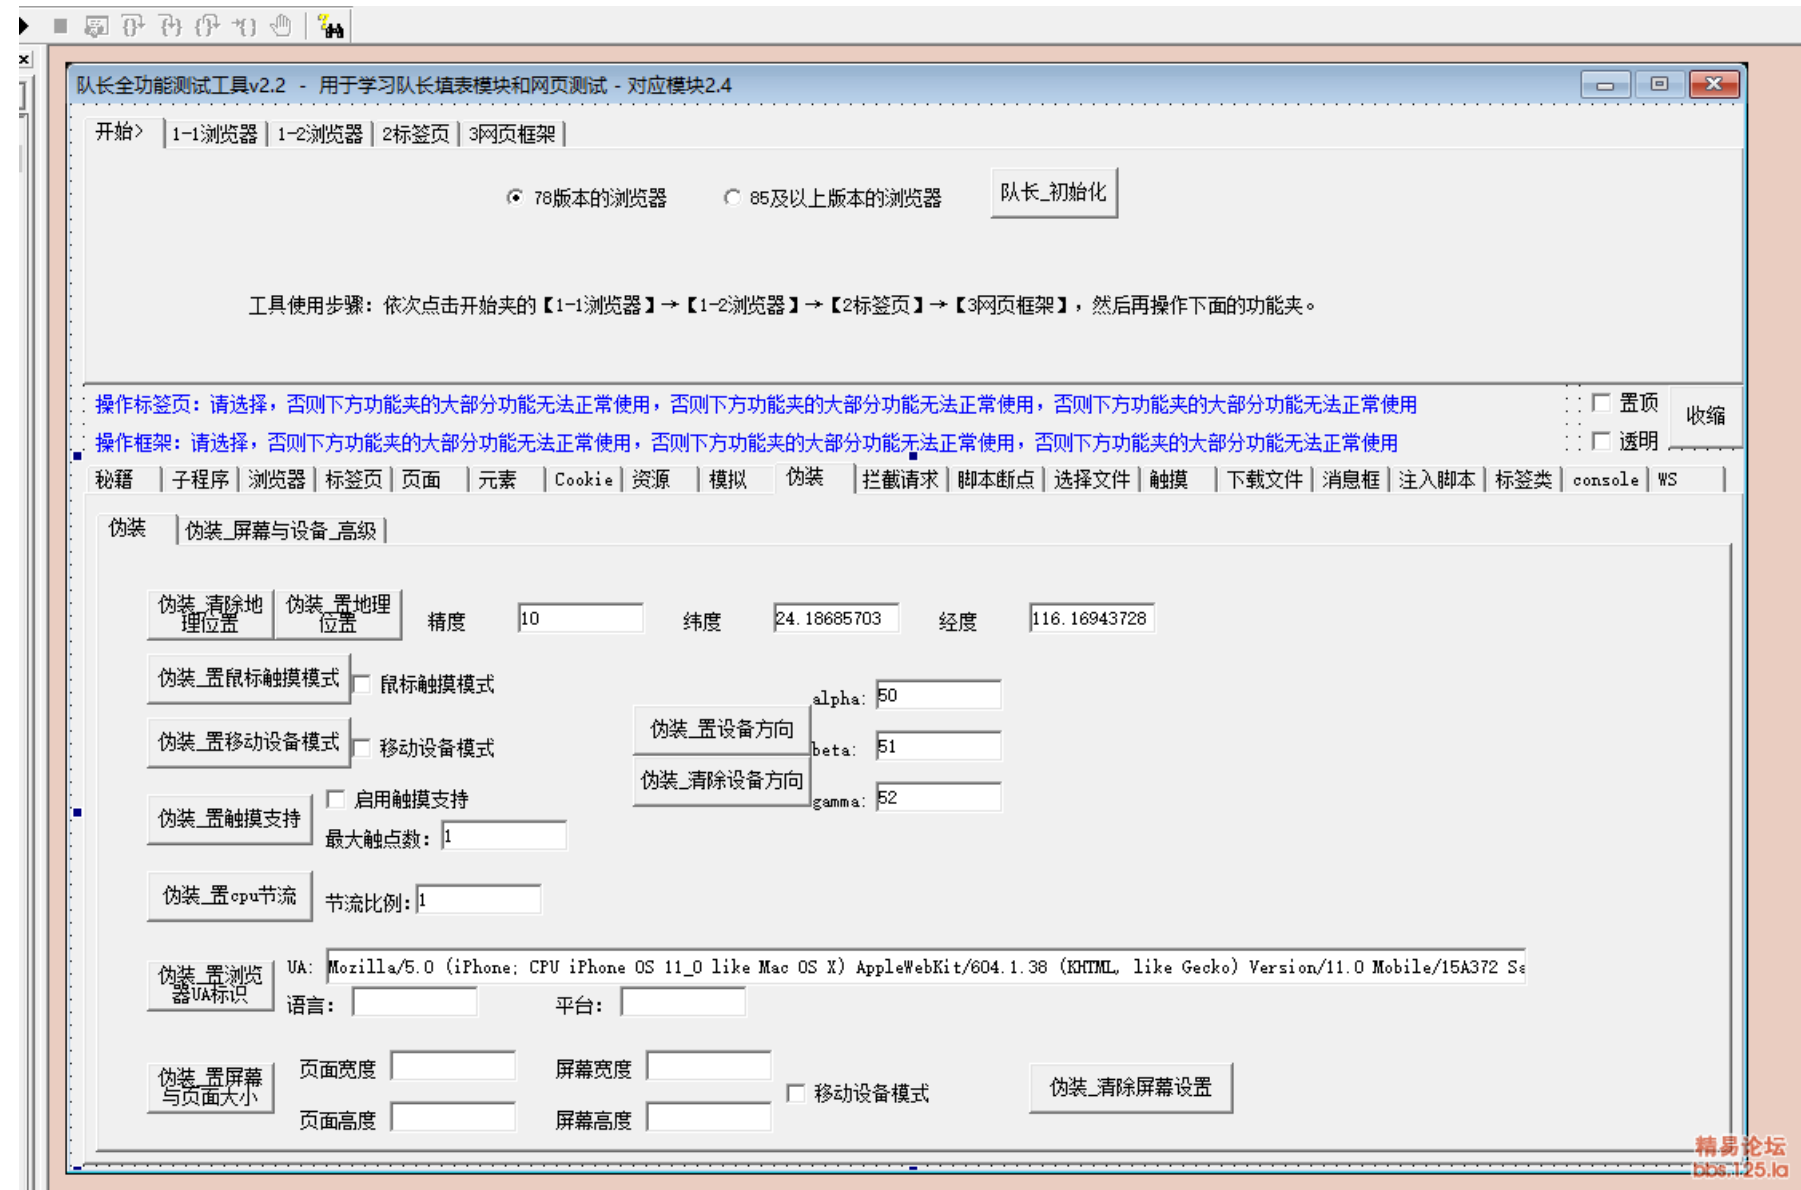 队长全功能测试工具v2.2 - 用于学习队长填表模块和网页测试 - 对应模块2.4
开始> 1-1浏览器 1-2浏览器 2标签页 3网页框架
78版本的浏览器 85及以上版本的浏览器 队长_初始化
工具使用步骤：依次点击开始夹的【1-1浏览器】→【1-2浏览器】→【2标签页】→【3网页框架】，然后再操作下面的功能夹。
操作标签页：请选择，否则下方功能夹的大部分功能无法正常使用，否则下方功能夹的大部分功能无法正常使用，否则下方功能夹的大部分功能无法正常使用
置顶
收缩
操作框架：请选择，否则下方功能夹的大部分功能无法正常使用，否则下方功能夹的大部分功能无法正常使用，否则下方功能夹的大部分功能无法正常使用
透明
秘籍 子程序 浏览器 标签页 页面 元素 Cookie 资源 模拟 伪装 拦截请求 脚本断点 选择文件 触摸 下载文件 消息框 注入脚本 标签类 console WS
伪装 伪装_屏幕与设备_高级
伪装_清除地
理位置
伪装_置地理
位置
精度 10 纬度 24.18685703 经度 116.16943728
伪装_置鼠标触摸模式 鼠标触摸模式
alpha: 50
伪装_置移动设备模式 移动设备模式
伪装_置设备方向
beta: 51
伪装_清除设备方向
gamma: 52
伪装_置触摸支持
启用触摸支持
最大触点数： 1
伪装_置cpu节流 节流比例: 1
伪装_置浏览
器UA标识
UA: Mozilla/5.0 (iPhone; CPU iPhone OS 11_0 like Mac OS X) AppleWebKit/604.1.38 (KHTML, like Gecko) Version/11.0 Mobile/15A372 Sa
语言： 平台：
伪装_置屏幕
与页面大小
页面宽度 屏幕宽度
移动设备模式 伪装_清除屏幕设置
页面高度 屏幕高度
精易论坛
bbs.125.la